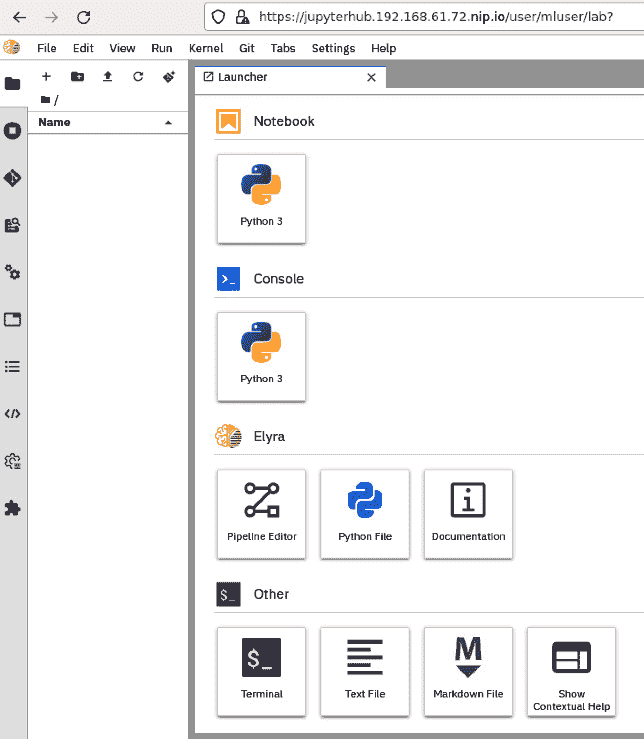 https://jupyterhub.192.168.61.72.nip.io/user/mluser/lab?
File Edit View Run Kernel Git Tabs Settings Help
Launcher
/
Name
Notebook
Python 3
Console
>_
Python 3
Elyra
Pipeline Editor Python File Documentation
$_ Other
$_
Terminal Text File Markdown File Show
Contextual Help